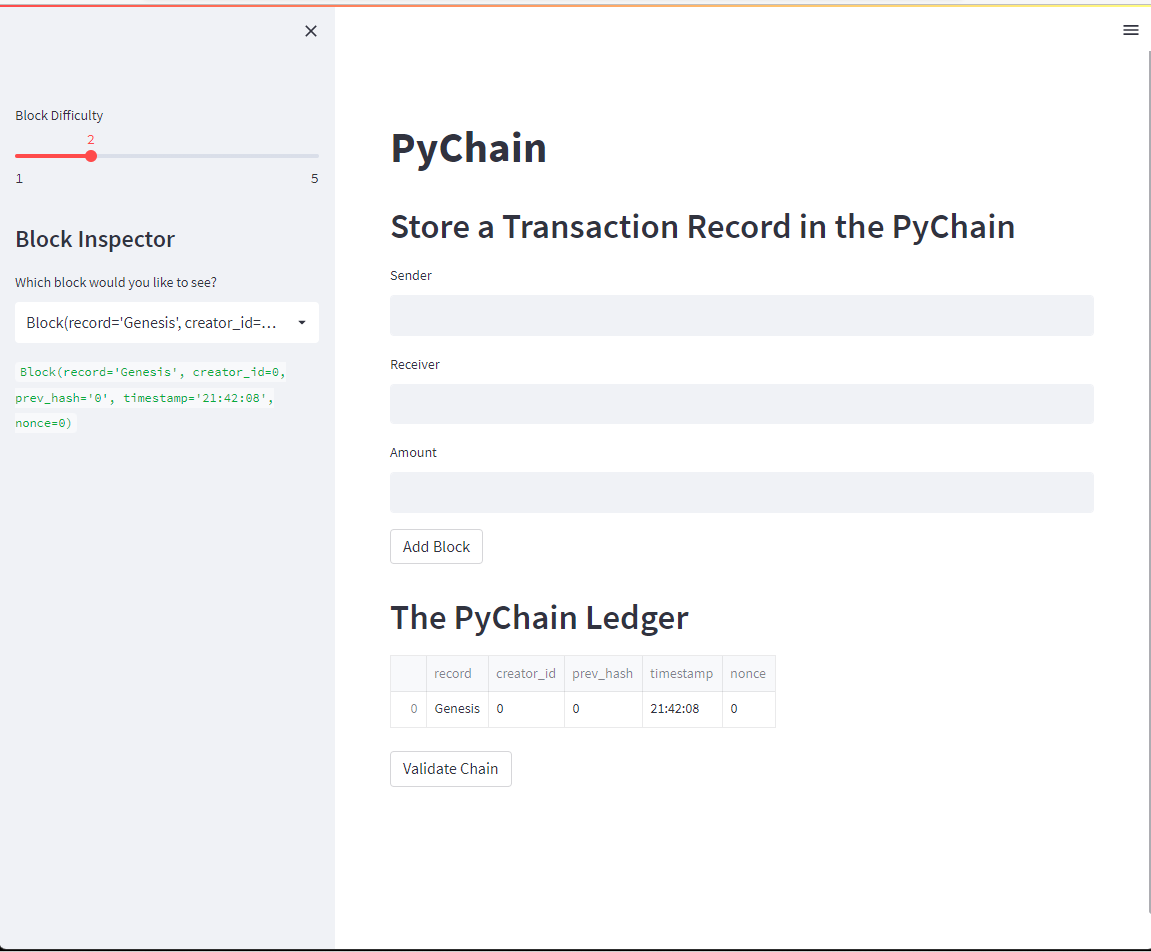 Block Difficulty
2
1 5
Block Inspector
Which block would you like to see?
Block(record='Genesis', creator_id=...
Block(record='Genesis', creator_id=0,
prev_hash='0', timestamp='21:42:08',
nonce=0)
PyChain
Store a Transaction Record in the PyChain
Sender
Receiver
Amount
Add Block
The PyChain Ledger
record creator_id prev_hash timestamp nonce
0 Genesis 0 0 21:42:08 0
Validate Chain